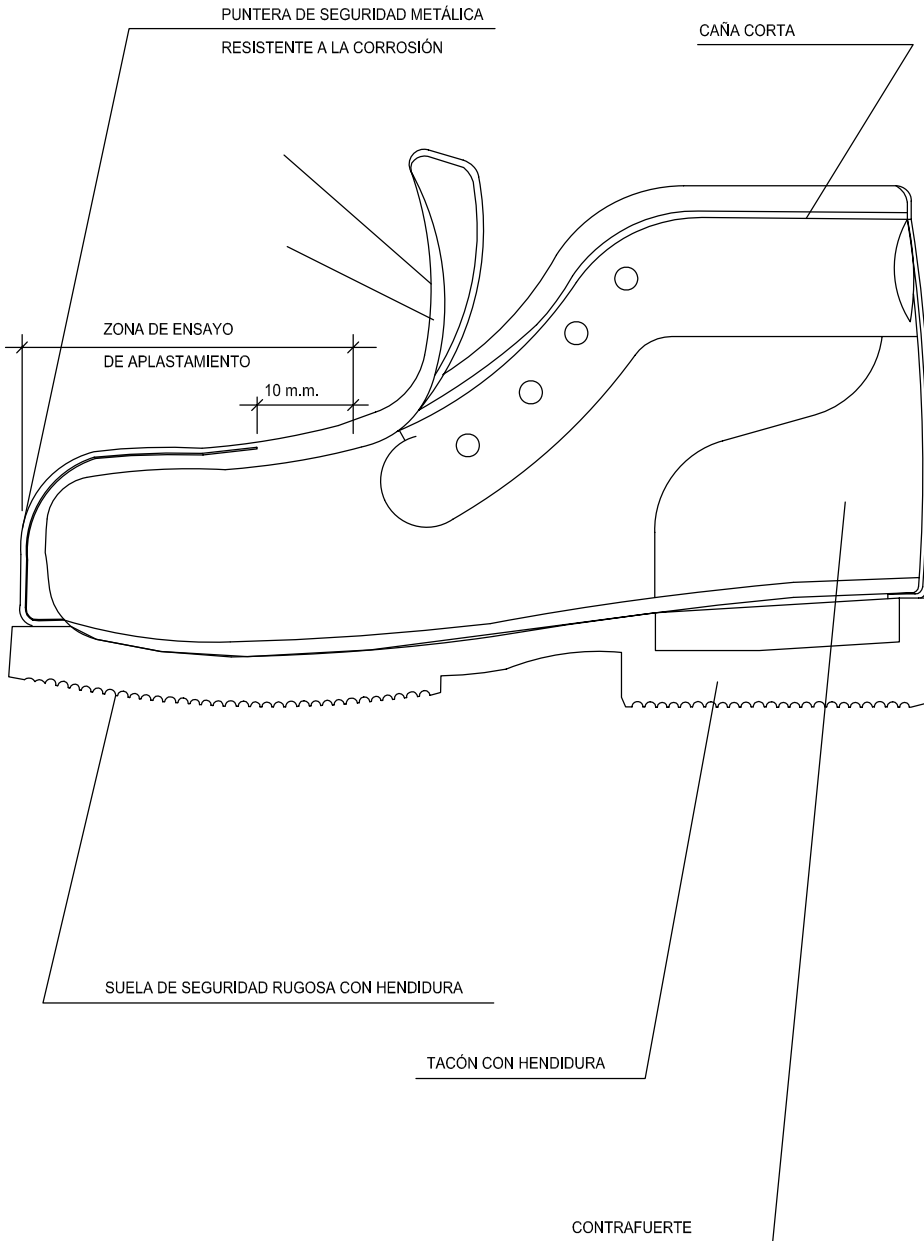 PUNTERA DE SEGURIDAD METÁLICA
RESISTENTE A LA CORROSIÓN
CAÑA CORTA
ZONA DE ENSAYO
DE APLASTAMIENTO
10 m.m.
SUELA DE SEGURIDAD RUGOSA CON HENDIDURA
TACÓN CON HENDIDURA
CONTRAFUERTE